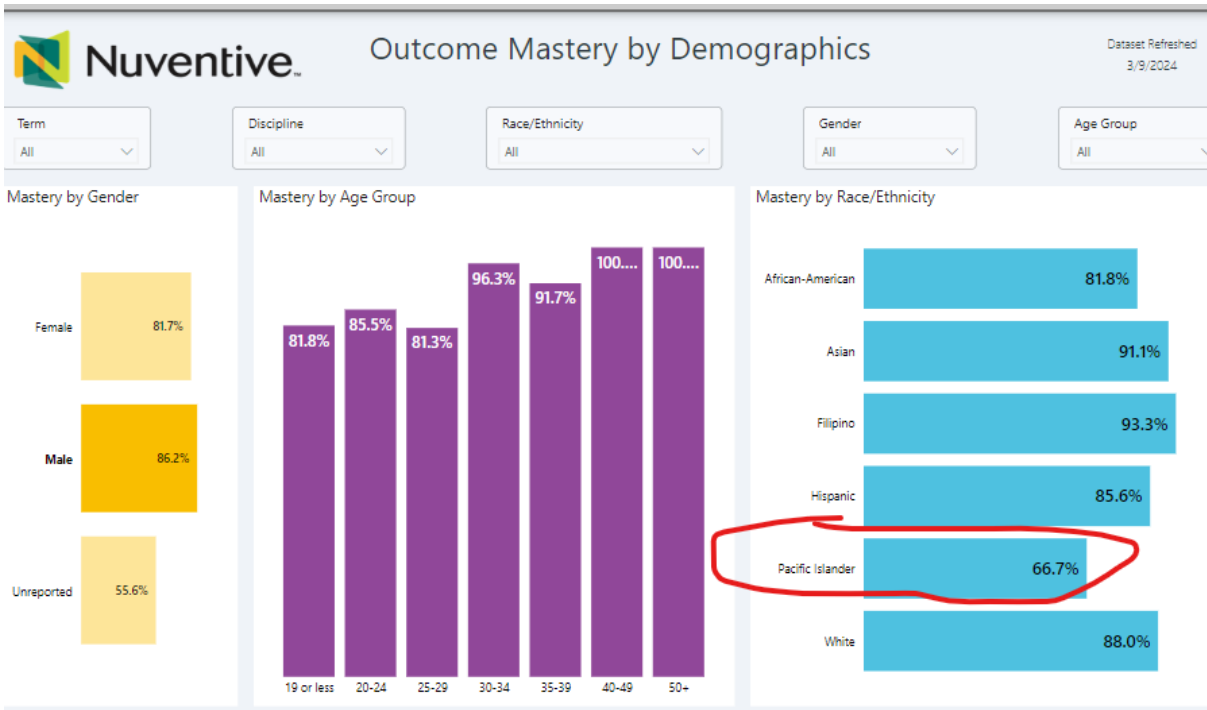 Nuventive™
Outcome Mastery by Demographics
Dataset Refreshed
3/9/2024
Term
All
Discipline
All
Race/Ethnicity
All
Gender
All
Age Group
All
Mastery by Gender
Female 81.7%
Male 86.2%
Unreported 55.6%
Mastery by Age Group
81.8% 85.5% 81.3% 96.3% 91.7% 100.... 100....
19 or less 20-24 25-29 30-34 35-39 40-49 50+
Mastery by Race/Ethnicity
African-American 81.8%
Asian 91.1%
Filipino 93.3%
Hispanic 85.6%
Pacific Islander 66.7%
White 88.0%